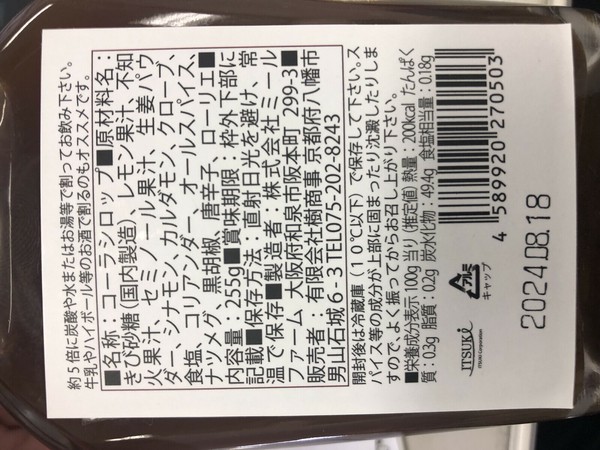 約5倍に炭酸や水またはお湯等で割ってお飲み下さい。
牛乳やハイボール等のお酒で割るのもオススメです。
■名称：コーラシロップ■原材料名：
きび砂糖（国内製造）、レモン果汁、不知
火果汁、セミノール果汁、生姜パウ
ダー、シナモン、カルダモン、クローブ、
食塩、コリアンダー、オールスパイス、
ナツメグ、黒胡椒、唐辛子、ローリエ■
内容量：255g■賞味期限：枠外下部に
記載■保存方法：直射日光を避け、常
温で保存■製造者：株式会社ミール
ファーム 大阪府和泉市阪本町 299-3■
販売者：有限会社樹商事 京都府八幡市
男山石城 6-3 TEL075-202-8243
開封後は冷蔵庫（10℃以下）で保存して下さい。ス
パイス等の成分が上部に固まったり沈澱したりしま
すので、よく振ってからお召し上がり下さい。
■栄養成分表示 100g 当り（推定値）熱量：200kcal たんぱく
質：0.3g 脂質：0.2g 炭水化物：49.4g 食塩相当量：0.18g
ITSUKI
ITSUKI Corporation
アルミ
キャップ
4 589920 270503
2024.08.18